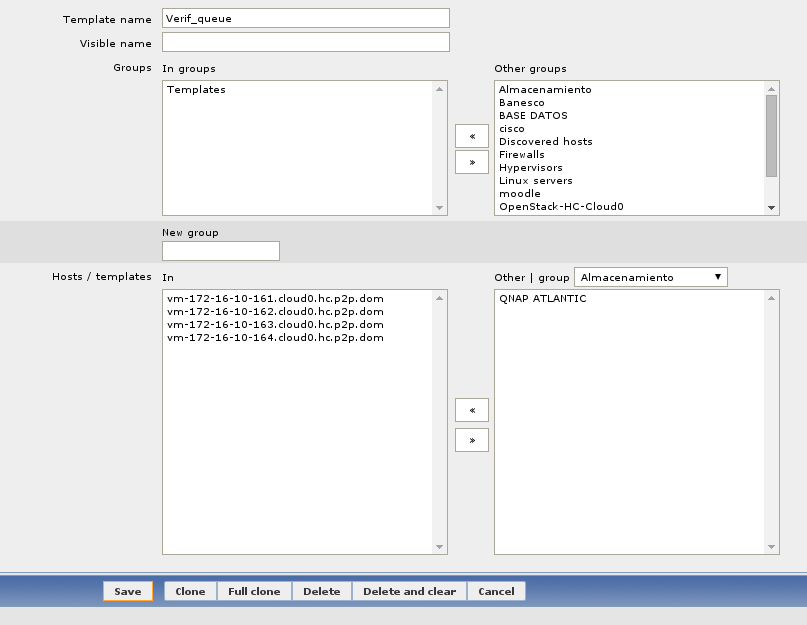 Template name Verif_queue
Visible name
Groups In groups Other groups
Templates
Almacenamiento
Banesco
BASE DATOS
cisco
Discovered hosts
Firewalls
Hypervisors
Linux servers
moodle
OpenStack-HC-Cloud0
«
»
New group
Hosts / templates In Other | group Almacenamiento
vm-172-16-10-161.cloud0.hc.p2p.dom
vm-172-16-10-162.cloud0.hc.p2p.dom
vm-172-16-10-163.cloud0.hc.p2p.dom
vm-172-16-10-164.cloud0.hc.p2p.dom
QNAP ATLANTIC
«
»
Save Clone Full clone Delete Delete and clear Cancel